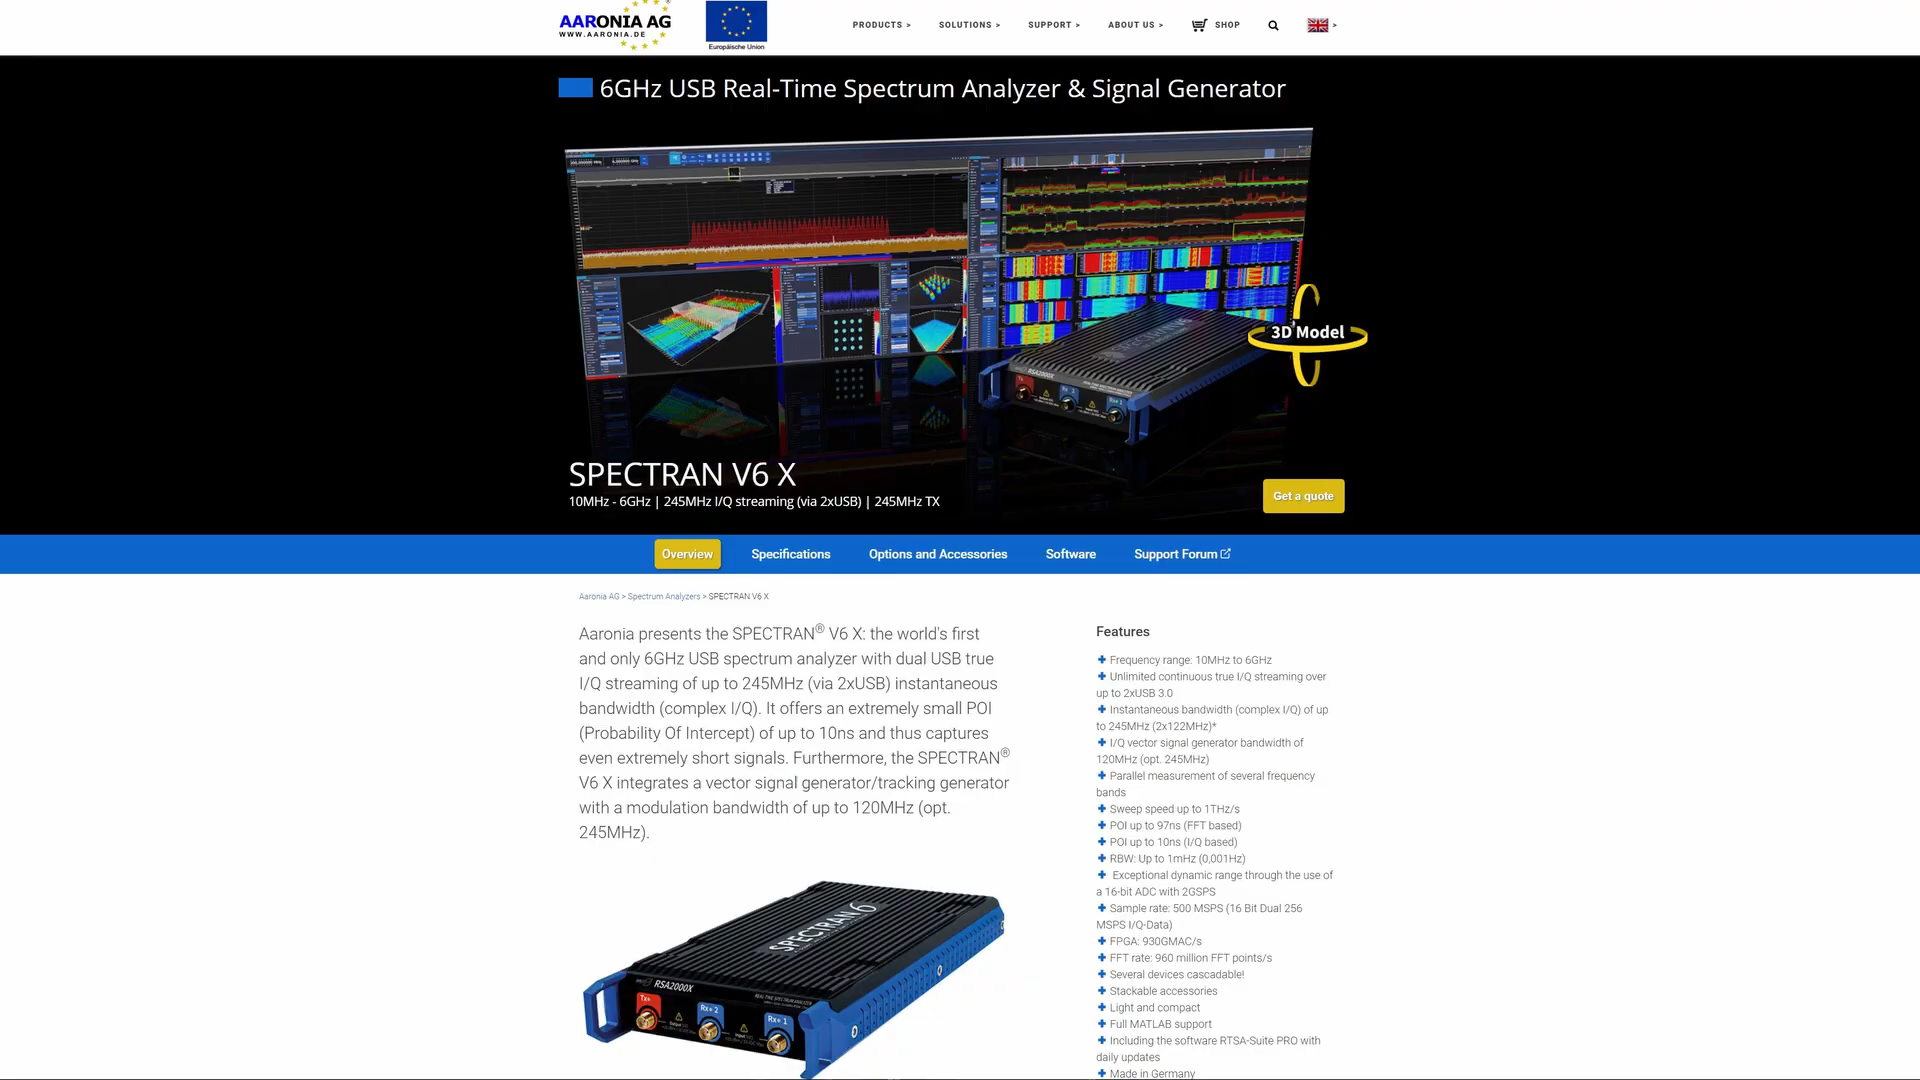 AARONIA AG
WWW.AARONIA.DE
Europäische Union
PRODUCTS >
SOLUTIONS >
SUPPORT >
ABOUT US >
SHOP
>
6GHz USB Real-Time Spectrum Analyzer & Signal Generator
3D Model
SPECTRAN
RSA2000X
SPECTRAN V6 X
10MHz - 6GHz | 245MHz I/Q streaming (via 2xUSB) | 245MHz TX
Get a quote
Overview
Specifications
Options and Accessories
Software
Support Forum
Aaronia AG > Spectrum Analyzers > SPECTRAN V6 X
Aaronia presents the SPECTRAN® V6 X: the world's first
and only 6GHz USB spectrum analyzer with dual USB true
I/Q streaming of up to 245MHz (via 2xUSB) instantaneous
bandwidth (complex I/Q). It offers an extremely small POI
(Probability Of Intercept) of up to 10ns and thus captures
even extremely short signals. Furthermore, the SPECTRAN®
V6 X integrates a vector signal generator/tracking generator
with a modulation bandwidth of up to 120MHz (opt.
245MHz).
SPECTRAN 6
RSA2000X
Tx
Rx 2
Rx 1
Features
Frequency range: 10MHz to 6GHz
Unlimited continuous true I/Q streaming over
up to 2xUSB 3.0
Instantaneous bandwidth (complex I/Q) of up
to 245MHz (2x122MHz)*
I/Q vector signal generator bandwidth of
120MHz (opt. 245MHz)
Parallel measurement of several frequency
bands
Sweep speed up to 1THz/s
POI up to 97ns (FFT based)
POI up to 10ns (I/Q based)
RBW: Up to 1mHz (0,001Hz)
Exceptional dynamic range through the use of
a 16-bit ADC with 2GSPS
Sample rate: 500 MSPS (16 Bit Dual 256
MSPS I/Q-Data)
FPGA: 930GMAC/s
FFT rate: 960 million FFT points/s
Several devices cascadable!
Stackable accessories
Light and compact
Full MATLAB support
Including the software RTSA-Suite PRO with
daily updates
Made in Germany